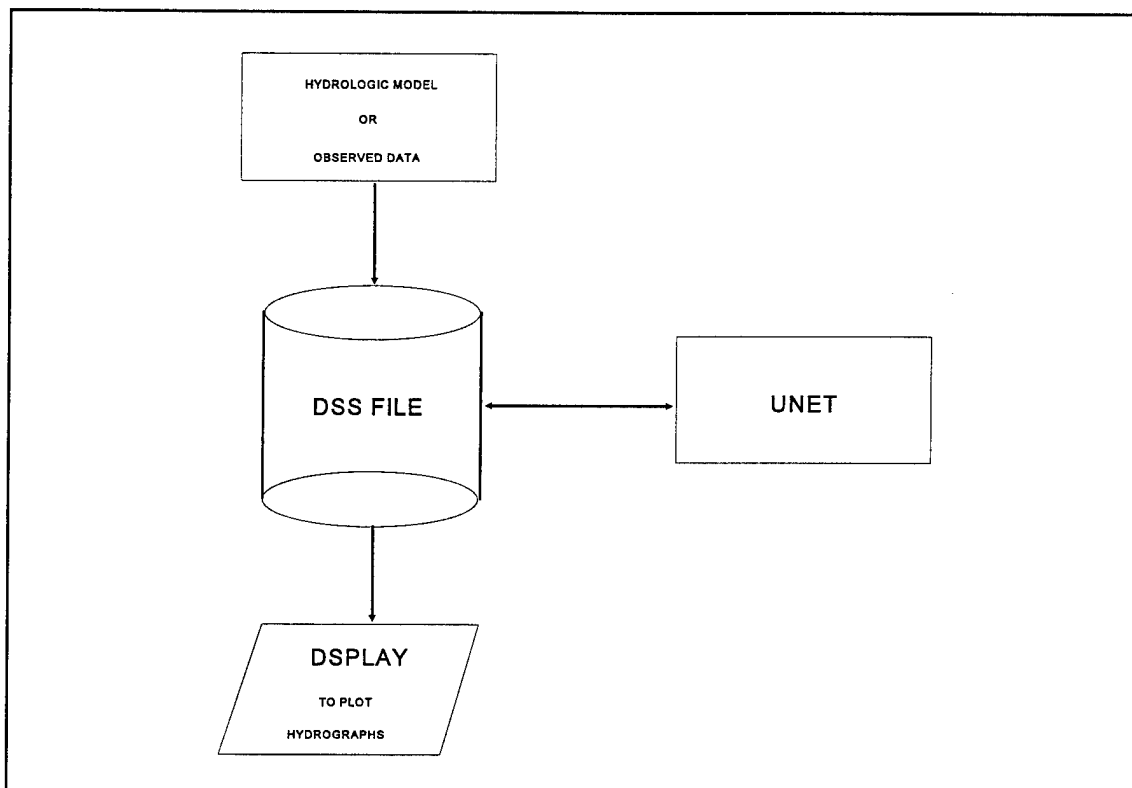 HYDROLOGIC MODEL
OR
OBSERVED DATA
DSS FILE
UNET
DSPLAY
TO PLOT
HYDROGRAPHS